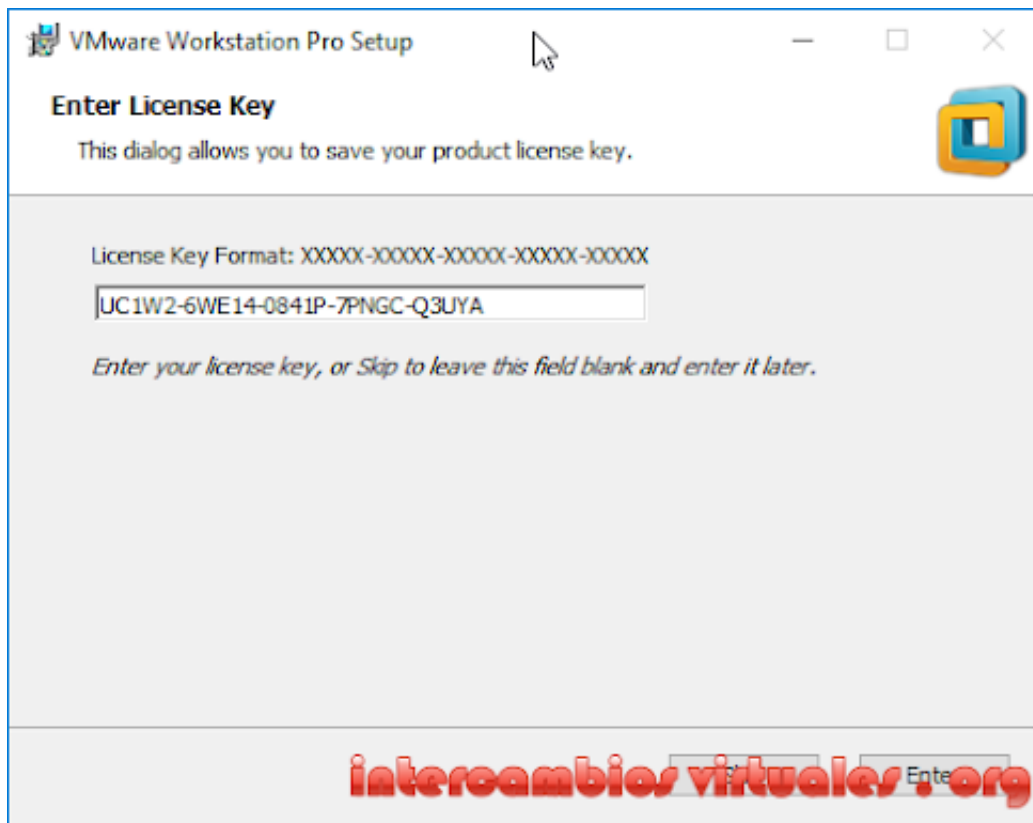 VMware Workstation Pro Setup
Enter License Key
This dialog allows you to save your product license key.
License Key Format: XXXXX-XXXXX-XXXXX-XXXXX-XXXXX
UC1W2-6WE14-0841P-7PNGC-Q3UYA
Enter your license key, or Skip to leave this field blank and enter it later.
intercambios virtuales . org